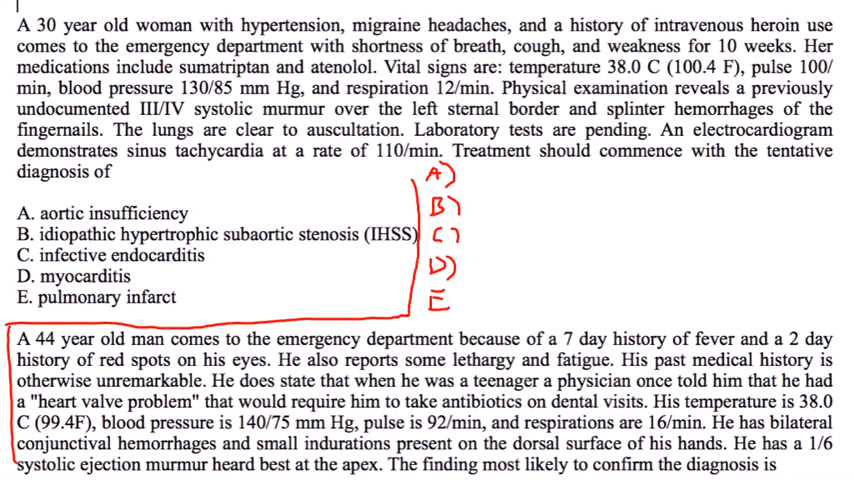 A 30 year old woman with hypertension, migraine headaches, and a history of intravenous heroin use
comes to the emergency department with shortness of breath, cough, and weakness for 10 weeks. Her
medications include sumatriptan and atenolol. Vital signs are: temperature 38.0 C (100.4 F), pulse 100/
min, blood pressure 130/85 mm Hg, and respiration 12/min. Physical examination reveals a previously
undocumented III/IV systolic murmur over the left sternal border and splinter hemorrhages of the
fingernails. The lungs are clear to auscultation. Laboratory tests are pending. An electrocardiogram
demonstrates sinus tachycardia at a rate of 110/min. Treatment should commence with the tentative
diagnosis of
A)
B)
C)
D)
E
A. aortic insufficiency
B. idiopathic hypertrophic subaortic stenosis (IHSS)
C. infective endocarditis
D. myocarditis
E. pulmonary infarct
A 44 year old man comes to the emergency department because of a 7 day history of fever and a 2 day
history of red spots on his eyes. He also reports some lethargy and fatigue. His past medical history is
otherwise unremarkable. He does state that when he was a teenager a physician once told him that he had
a "heart valve problem" that would require him to take antibiotics on dental visits. His temperature is 38.0
C (99.4F), blood pressure is 140/75 mm Hg, pulse is 92/min, and respirations are 16/min. He has bilateral
conjunctival hemorrhages and small indurations present on the dorsal surface of his hands. He has a 1/6
systolic ejection murmur heard best at the apex. The finding most likely to confirm the diagnosis is